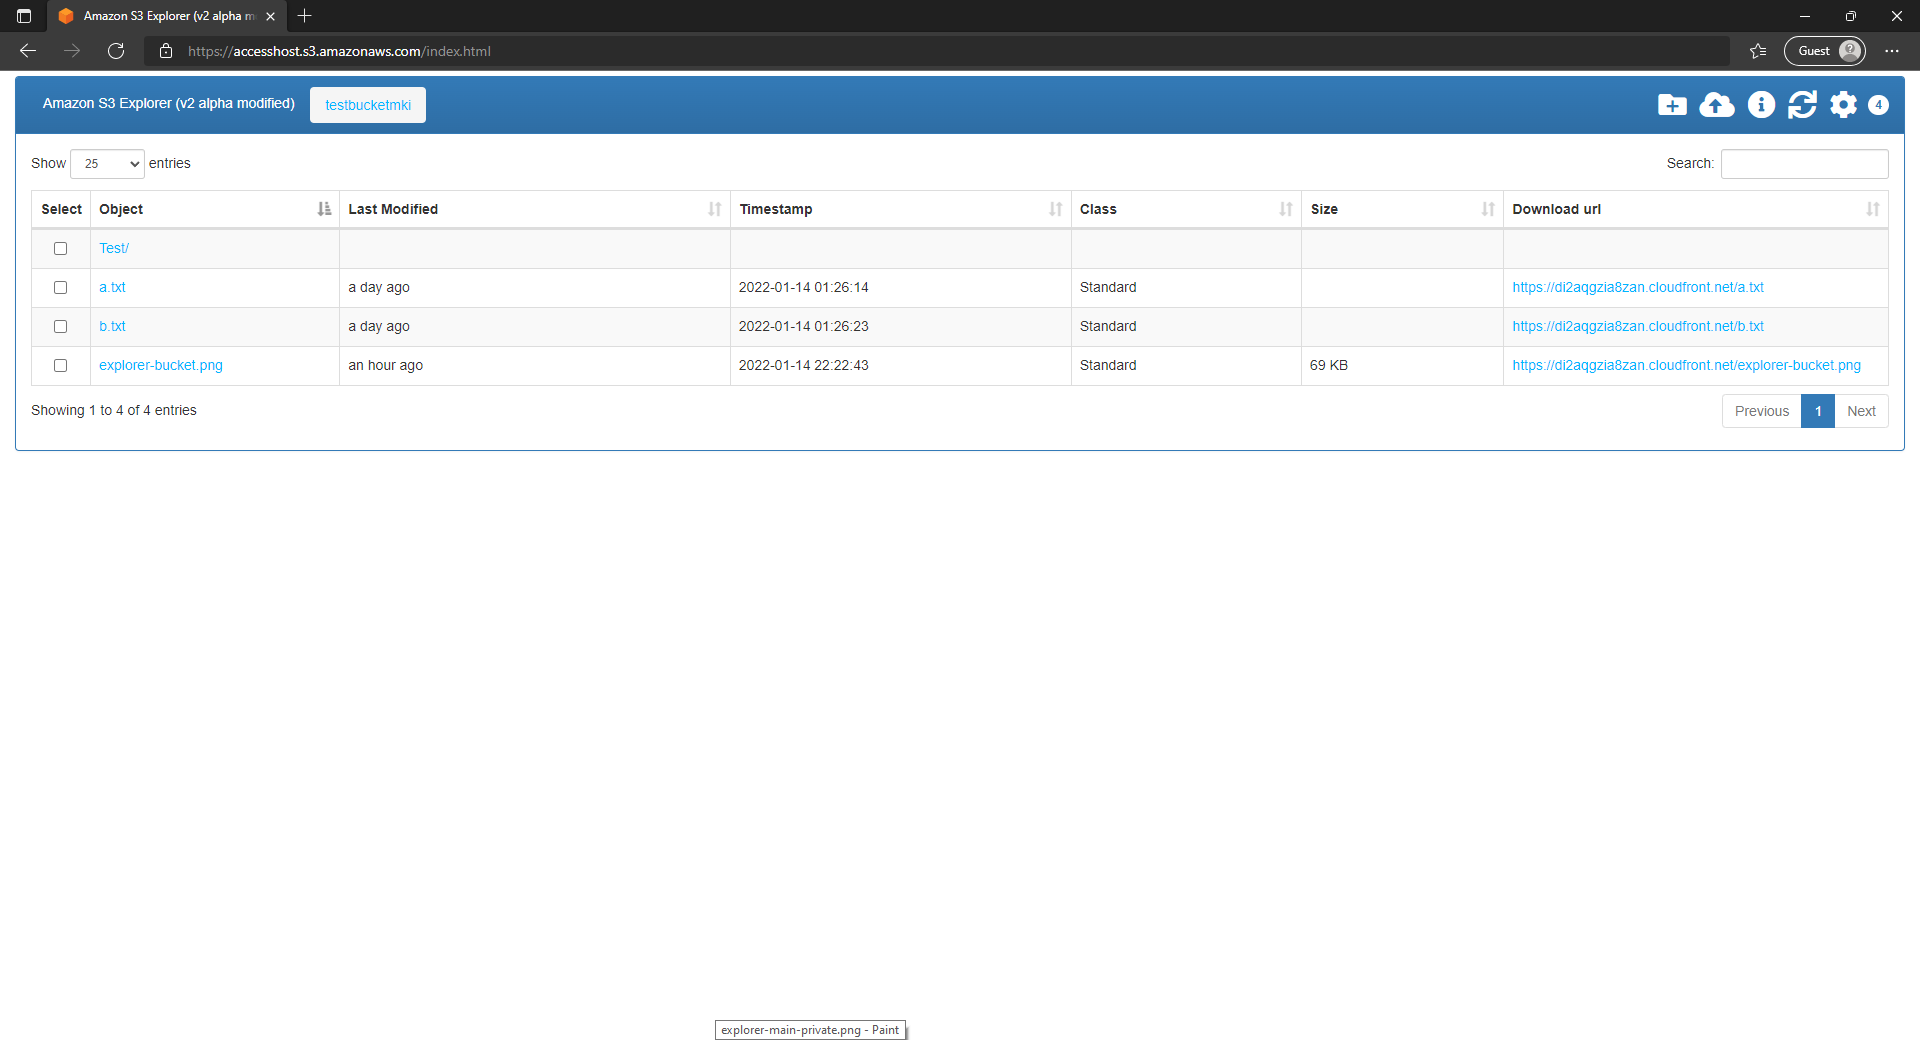 Amazon S3 Explorer (v2 alpha m
https://accesshost.s3.amazonaws.com/index.html
Guest
Amazon S3 Explorer (v2 alpha modified) testbucketmki 4
Show 25 entries Search:
Select Object Last Modified Timestamp Class Size Download url
Test/
a.txt a day ago 2022-01-14 01:26:14 Standard https://di2aqgzia8zan.cloudfront.net/a.txt
b.txt a day ago 2022-01-14 01:26:23 Standard https://di2aqgzia8zan.cloudfront.net/b.txt
explorer-bucket.png an hour ago 2022-01-14 22:22:43 Standard 69 KB https://di2aqgzia8zan.cloudfront.net/explorer-bucket.png
Showing 1 to 4 of 4 entries Previous 1 Next
explorer-main-private.png - Paint